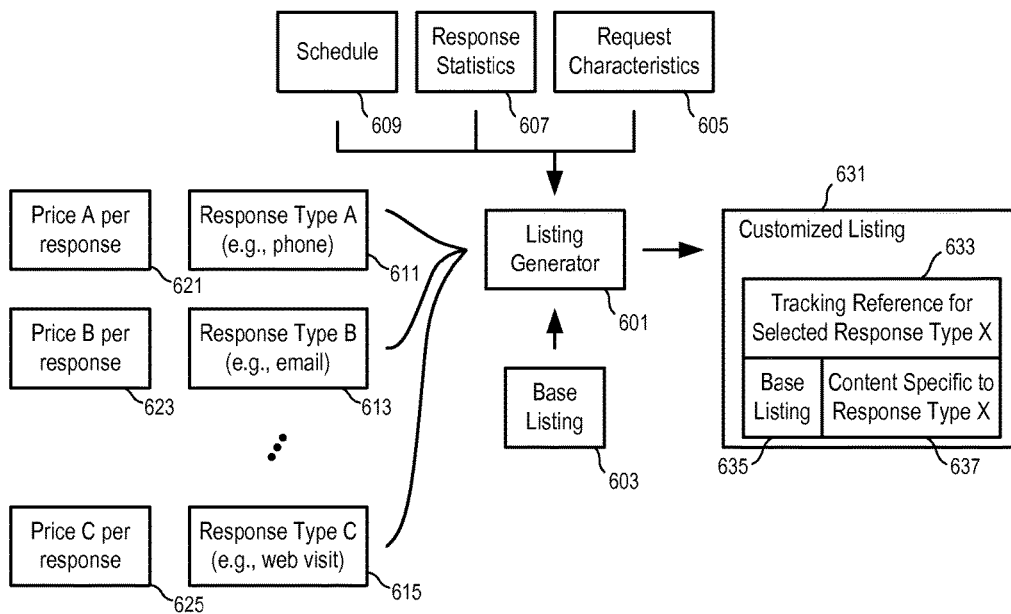 Schedule
609
Response
Statistics
607
Request
Characteristics
605
Price A per
response
621
Response Type A
(e.g., phone)
611
Listing
Generator
601
631
Customized Listing
633
Tracking Reference for
Selected Response Type X
Base
Listing
635
Content Specific to
Response Type X
637
Price B per
response
623
Response Type B
(e.g., email)
613
Base
Listing
603
Price C per
response
625
Response Type C
(e.g., web visit)
615